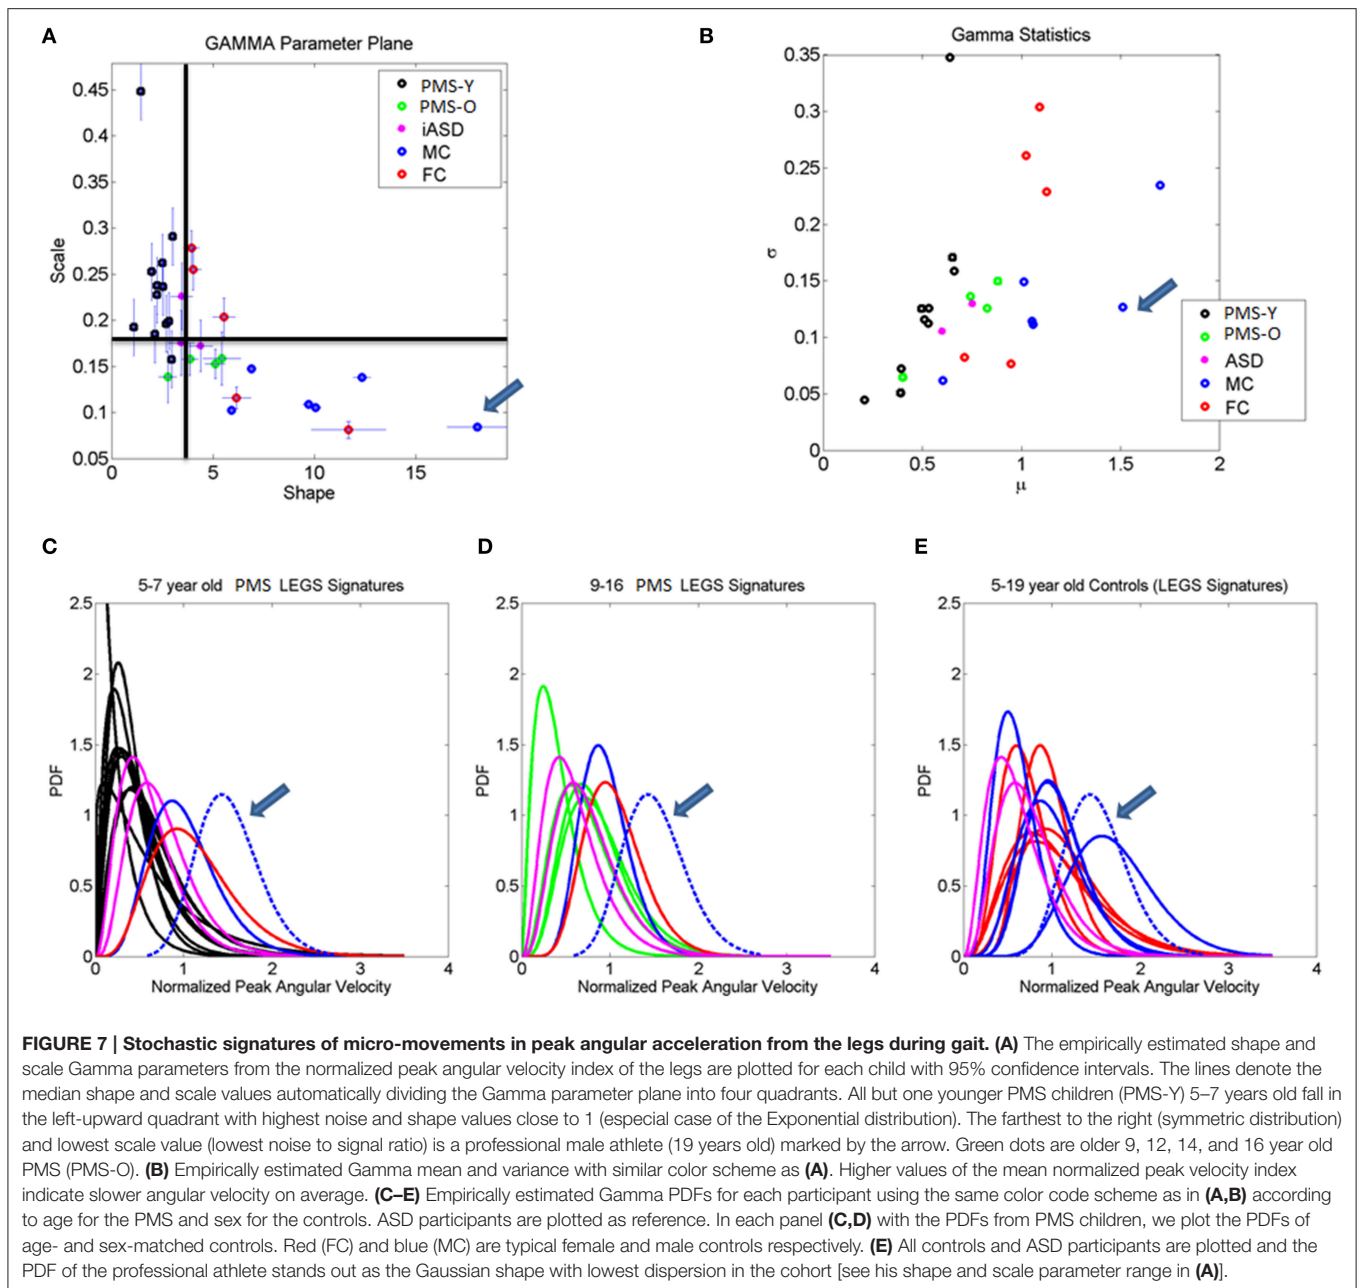 A
GAMMA Parameter Plane
0.45
0.4
0.35
0.3
0.25
0.2
0.15
0.1
0.05
Scale
0
5
10
15
Shape
PMS-Y
PMS-O
iASD
MC
FC
B
Gamma Statistics
0.35
0.3
0.25
0.2
0.15
0.1
0.05
0
σ
0
0.5
1
1.5
2
μ
PMS-Y
PMS-O
ASD
MC
FC
C
5-7 year old PMS LEGS Signatures
2.5
2
1.5
1
0.5
0
PDF
0
1
2
3
4
Normalized Peak Angular Velocity
D
9-16 PMS LEGS Signatures
2.5
2
1.5
1
0.5
0
PDF
0
1
2
3
4
Normalized Peak Angular Velocity
E
5-19 year old Controls (LEGS Signatures)
2.5
2
1.5
1
0.5
0
PDF
0
1
2
3
4
Normalized Peak Angular Velocity
FIGURE 7 | Stochastic signatures of micro-movements in peak angular acceleration from the legs during gait. (A) The empirically estimated shape and
scale Gamma parameters from the normalized peak angular velocity index of the legs are plotted for each child with 95% confidence intervals. The lines denote the
median shape and scale values automatically dividing the Gamma parameter plane into four quadrants. All but one younger PMS children (PMS-Y) 5–7 years old fall in
the left-upward quadrant with highest noise and shape values close to 1 (especial case of the Exponential distribution). The farthest to the right (symmetric distribution)
and lowest scale value (lowest noise to signal ratio) is a professional male athlete (19 years old) marked by the arrow. Green dots are older 9, 12, 14, and 16 year old
PMS (PMS-O). (B) Empirically estimated Gamma mean and variance with similar color scheme as (A). Higher values of the mean normalized peak velocity index
indicate slower angular velocity on average. (C–E) Empirically estimated Gamma PDFs for each participant using the same color code scheme as in (A,B) according
to age for the PMS and sex for the controls. ASD participants are plotted as reference. In each panel (C,D) with the PDFs from PMS children, we plot the PDFs of
age- and sex-matched controls. Red (FC) and blue (MC) are typical female and male controls respectively. (E) All controls and ASD participants are plotted and the
PDF of the professional athlete stands out as the Gaussian shape with lowest dispersion in the cohort [see his shape and scale parameter range in (A)].